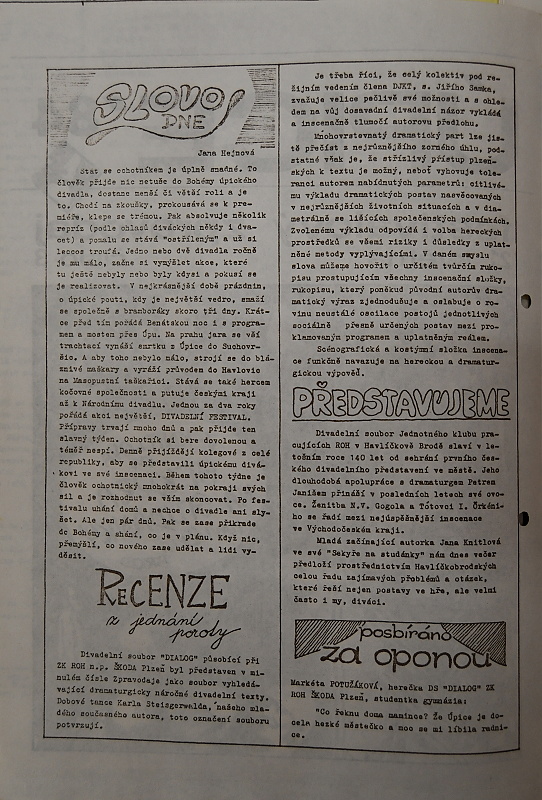 SLOVO
DNE
Jana Hejnová
Stát se ochotníkem je úplně snadné. To
člověk přijde nic netuše do Bohémy úpického
divadla, dostane menší či větší roli a je
to. Chodí na zkoušky, prokousává se k pre-
miéře, klepe se trémou. Pak absolvuje několik
repríz (podle ohlasů diváckých někdy i dva-
cet) a pomalu se stává "ostříleným" a už si
leccos troufá. Jedno nebo dvě divadla ročně
je mu málo, začne si vymýšlet akce, které
tu ještě nebyly nebo byly kdysi a pokusí se
je realizovat. V nejkrásnější době prázdnin,
o úpické pouti, kdy je největší vedro, smaží
se společně s bramboráky skoro tři dny. Krát-
ce před tím pořádá Benátskou noc i s progra-
mem a mostem přes Úpu. Na prahu jara se vší
trachtací vynáší smrtku z Úpice do Suchovr-
šic. A aby toho nebylo málo, strojí se do blá-
znivé maškary a vyráží průvodem do Havlovic
na Masopustní taškařici. Stává se také hercem
kočovné společnosti a putuje českými kraji
až k Národnímu divadlu. Jednou za dva roky
pořádá akci největší, DIVADELNÍ FESTIVAL.
Přípravy trvají mnoho dnů a pak přijde ten
slavný týden. Ochotník si bere dovolenou a
téměř nespí. Denně přijíždějí kolegové z celé
republiky, aby se představili úpickému divá-
kovi ve své inscenaci. Během tohoto týdne je
člověk ochotnický mnohokrát na pokraji svých
sil a je rozhodnut se vším skoncovat. Po fes-
tivalu uhání domů a nechce o divadle ani sly-
šet. Ale jen pár dnů. Pak se zase přikrade
do Bohémy a shání, co je v plánu. Když nic,
přemýšlí, co nového zase udělat a lidi vy-
děsit.
RECENZE
z jednání
poroty
Divadelní soubor "DIALOG" působící při
ZK ROH n.p. ŠKODA Plzeň byl představen v mi-
nulém čísle Zpravodaje jako soubor vyhledá-
vající dramaturgicky náročné divadelní texty.
Dobové tance Karla Steigerwalda, našeho mla-
dého současného autora, toto označení souboru
potvrzují.
Je třeba říci, že celý kolektiv pod re-
žijním vedením člena DJKT, s. Jiřího Samka,
zvažuje velice pečlivě své možnosti a s ohle-
dem na vůj dosavadní divadelní názor vykládá
a inscenačně tlumočí autorovu předlohu.
Mnohovrstevnatý dramatický part lze jis-
tě přečíst z nejrůznějšího zorného úhlu, pod-
statné však je, že střízlivý přístup plzeň-
ských k textu je možný, neboť vyhovuje tole-
ranci autorem nabídnutých parametrů: citlivé-
mu výkladu dramatických postav nasvěcovaných
v nejrůznějších životních situacích a v dia-
metrálně se lišících společenských podmínkách.
Zvolenému výkladu odpovídá i volba hereckých
prostředků se všemi riziky i důsledky z uplat-
něné metody vyplývajícími. V daném smyslu
slova můžeme hovořit o určitém tvůrčím ruko-
pisu prostupujícím všechny inscenační složky,
rukopisu, který poněkud původní autorův dra-
matický výraz zjednodušuje a oslabuje o ro-
vinu neustálé oscilace postojů jednotlivých
sociálně přesně určených postav mezi pro-
klamovaným programem a uplatněným reálem.
Scénografická a kostýmní složka inscena-
ce funkčně navazuje na hereckou a dramatur-
gickou výpověď.
PŘEDSTAVUJEME
Divadelní soubor Jednotného klubu pra-
cujících ROH v Havlíčkově Brodě slaví v le-
tošním roce 140 let od sehrání prvního čes-
kého divadelního představení ve městě. Jeho
dlouhodobá spolupráce s dramaturgem Petrem
Janišem přináší v posledních letech své ovo-
ce. Ženitba N.V. Gogola a Tótovci I. Örkéni-
ho se řadí mezi nejúspěšnější inscenace
ve Východočeském kraji.
Mladá začínající autorka Jana Knitlová
ve své "Sekyře na studánky" nám dnes večer
předloží prostřednictvím Havlíčkobrodských
celou řadu zajímavých problémů a otázek,
které řeší nejen postavy ve hře, ale velmi
často i my, diváci.
posbíráno
za oponou
Markéta POTUŽÁKOVÁ, herečka DS "DIALOG" ZK
ROH ŠKODA Plzeň, studentka gymnázia:
"Co řeknu doma mamince? Že Úpice je do-
cela hezké městečko a moc se mi líbila radni-
ce.